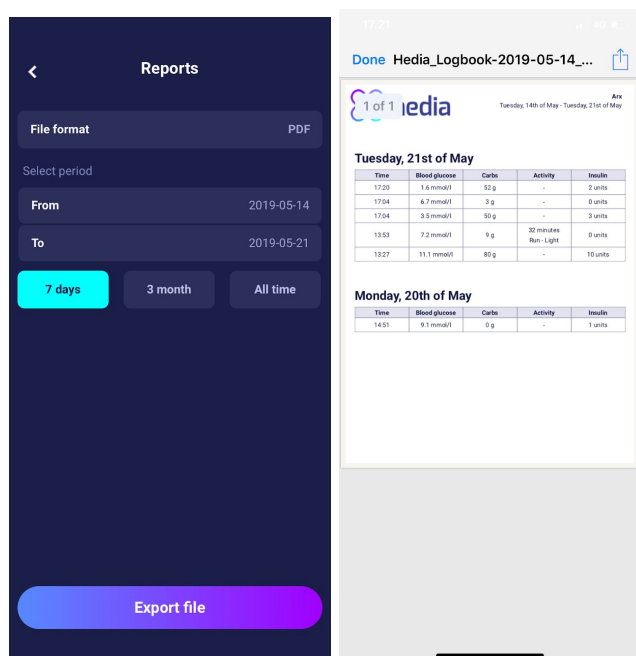 Reports
File format PDF
Select period
From 2019-05-14
To 2019-05-21
7 days 3 month All time
Export file
17.21 4G
Done Hedia_Logbook-2019-05-14_...
1 of 1
hedia
Arx
Tuesday, 14th of May - Tuesday, 21st of May
Tuesday, 21st of May
Time Blood glucose Carbs Activity Insulin
17:20 1.6 mmol/l 52 g - 2 units
17:04 6.7 mmol/l 3 g - 0 units
17:04 3.5 mmol/l 50 g - 3 units
13:53 7.2 mmol/l 9 g 32 minutes Run - Light 0 units
13:27 11.1 mmol/l 80 g - 10 units
Monday, 20th of May
Time Blood glucose Carbs Activity Insulin
14:51 9.1 mmol/l 0 g - 1 units